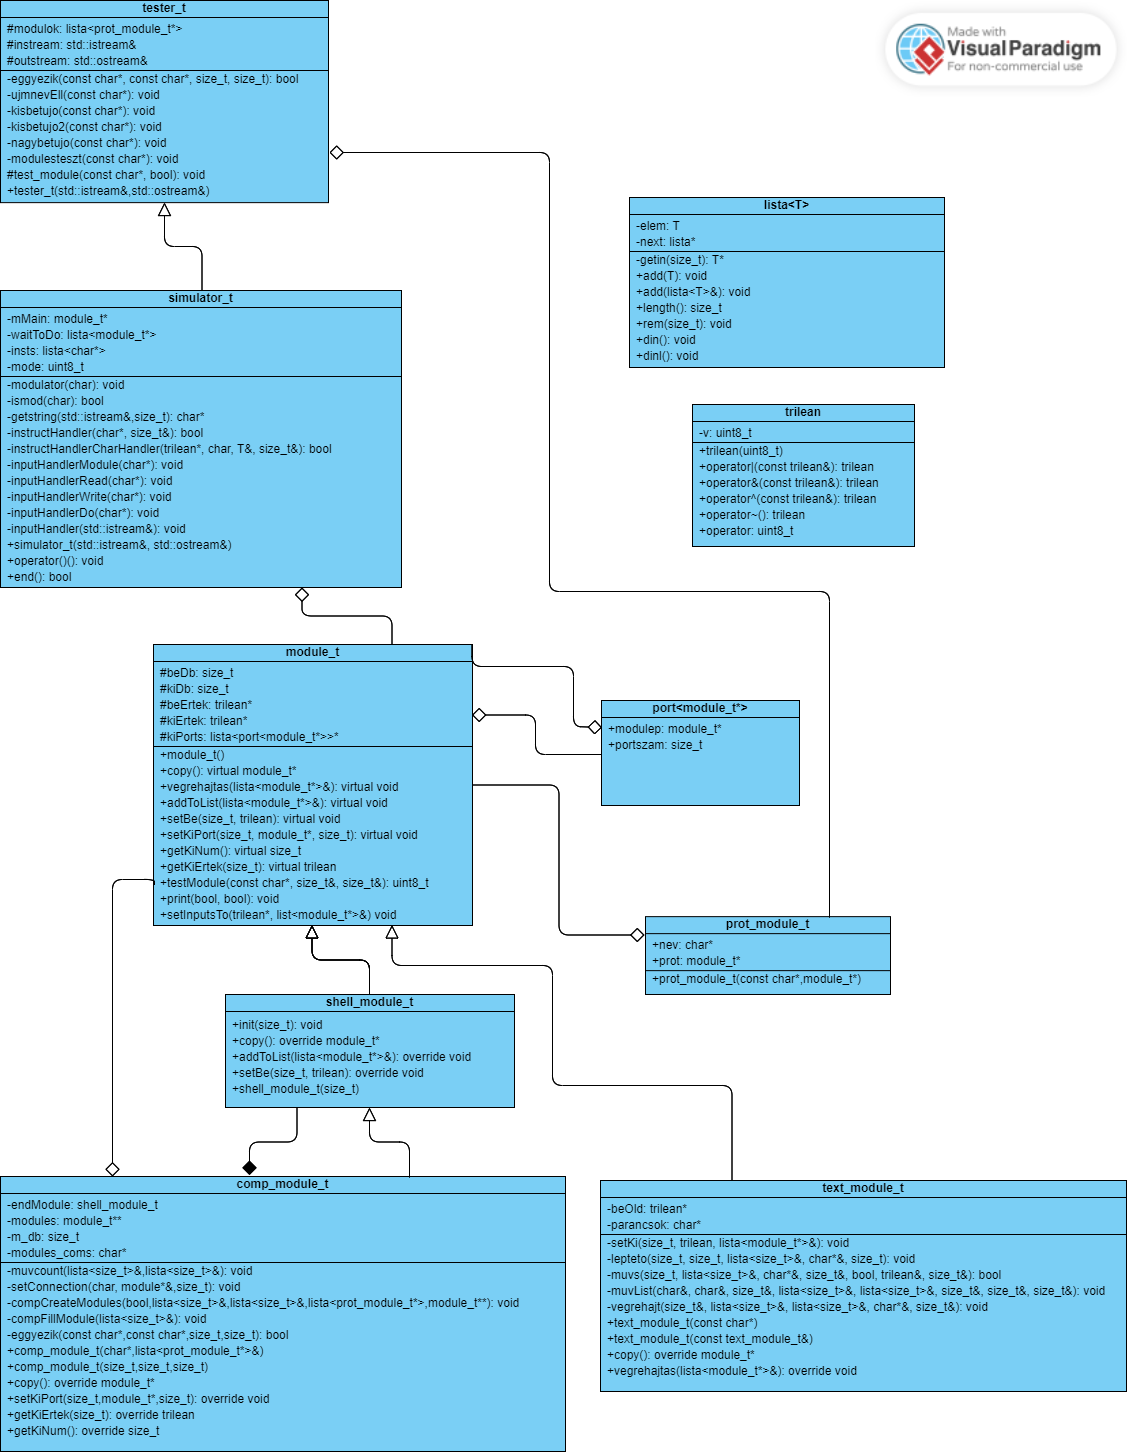 tester_t
#modulok: lista<prot_module_t*>
#instream: std::istream&
#outstream: std::ostream&
-eggyezik(const char*, const char*, size_t, size_t): bool
-ujmnevEll(const char*): void
-kisbetujo(const char*): void
-kisbetujo2(const char*): void
-nagybetujo(const char*): void
-modulesteszt(const char*): void
#test_module(const char*, bool): void
+tester_t(std::istream&,std::ostream&)
Made with
VisualParadigm
For non-commercial use
lista<T>
-elem: T
-next: lista*
-getin(size_t): T*
+add(T): void
+add(lista<T>&): void
+length(): size_t
+rem(size_t): void
+din(): void
+dinl(): void
simulator_t
-mMain: module_t*
-waitToDo: lista<module_t*>
-insts: lista<char*>
-mode: uint8_t
-modulator(char): void
-ismod(char): bool
-getstring(std::istream&,size_t): char*
-instructHandler(char*, size_t&): bool
-instructHandlerCharHandler(trilean*, char, T&, size_t&): bool
-inputHandlerModule(char*): void
-inputHandlerRead(char*): void
-inputHandlerWrite(char*): void
-inputHandlerDo(char*): void
-inputHandler(std::istream&): void
+simulator_t(std::istream&, std::ostream&)
+operator()(): void
+end(): bool
trilean
-v: uint8_t
+trilean(uint8_t)
+operator|(const trilean&): trilean
+operator&(const trilean&): trilean
+operator^(const trilean&): trilean
+operator~(): trilean
+operator: uint8_t
module_t
#beDb: size_t
#kiDb: size_t
#beErtek: trilean*
#kiErtek: trilean*
#kiPorts: lista<port<module_t*>>*
+module_t()
+copy(): virtual module_t*
+vegrehajtas(lista<module_t*>&): virtual void
+addToList(lista<module_t*>&): virtual void
+setBe(size_t, trilean): virtual void
+setKiPort(size_t, module_t*, size_t): virtual void
+getKiNum(): virtual size_t
+getKiErtek(size_t): virtual trilean
+testModule(const char*, size_t&, size_t&): uint8_t
+print(bool, bool): void
+setInputsTo(trilean*, list<module_t*>&) void
port<module_t*>
+modulep: module_t*
+portszam: size_t
prot_module_t
+nev: char*
+prot: module_t*
+prot_module_t(const char*,module_t*)
shell_module_t
+init(size_t): void
+copy(): override module_t*
+addToList(lista<module_t*>&): override void
+setBe(size_t, trilean): override void
+shell_module_t(size_t)
comp_module_t
-endModule: shell_module_t
-modules: module_t**
-m_db: size_t
-modules_coms: char*
-muvcount(lista<size_t>&,lista<size_t>&): void
-setConnection(char, module*&,size_t): void
-compCreateModules(bool,lista<size_t>&,lista<size_t>&,lista<prot_module_t*>,module_t**): void
-compFillModule(lista<size_t>&): void
-eggyezik(const char*,const char*,size_t,size_t): bool
+comp_module_t(char*,lista<prot_module_t*>&)
+comp_module_t(size_t,size_t,size_t)
+copy(): override module_t*
+setKiPort(size_t,module_t*,size_t): override void
+getKiErtek(size_t): override trilean
+getKiNum(): override size_t
text_module_t
-beOld: trilean*
-parancsok: char*
-setKi(size_t, trilean, lista<module_t*>&): void
-lepteto(size_t, size_t, lista<size_t>&, char*&, size_t): void
-muvs(size_t, lista<size_t>&, char*&, size_t&, bool, trilean&, size_t&): bool
-muvList(char&, char&, size_t&, lista<size_t>&, lista<size_t>&, size_t&, size_t&, size_t&): void
-vegrehajt(size_t&, lista<size_t>&, lista<size_t>&, char*&, size_t&): void
+text_module_t(const char*)
+text_module_t(const text_module_t&)
+copy(): override module_t*
+vegrehajtas(lista<module_t*>&): override void